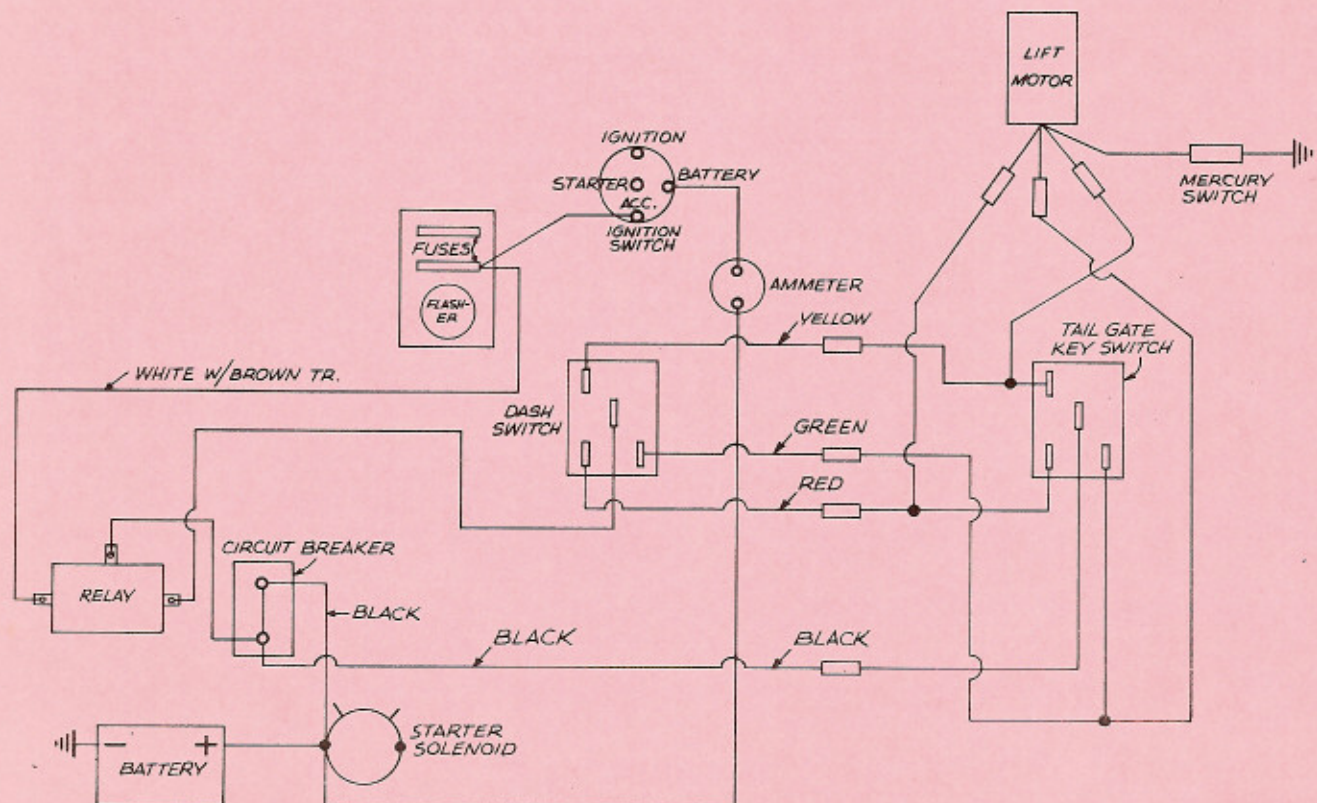 LIFT
MOTOR
IGNITION
STARTER
BATTERY
ACC.
IGNITION
SWITCH
MERCURY
SWITCH
FUSES
FLASH-
ER
AMMETER
YELLOW
TAIL GATE
KEY SWITCH
WHITE W/BROWN TR.
DASH
SWITCH
GREEN
RED
CIRCUIT BREAKER
RELAY
BLACK
BLACK
BLACK
STARTER
SOLENOID
- +
BATTERY